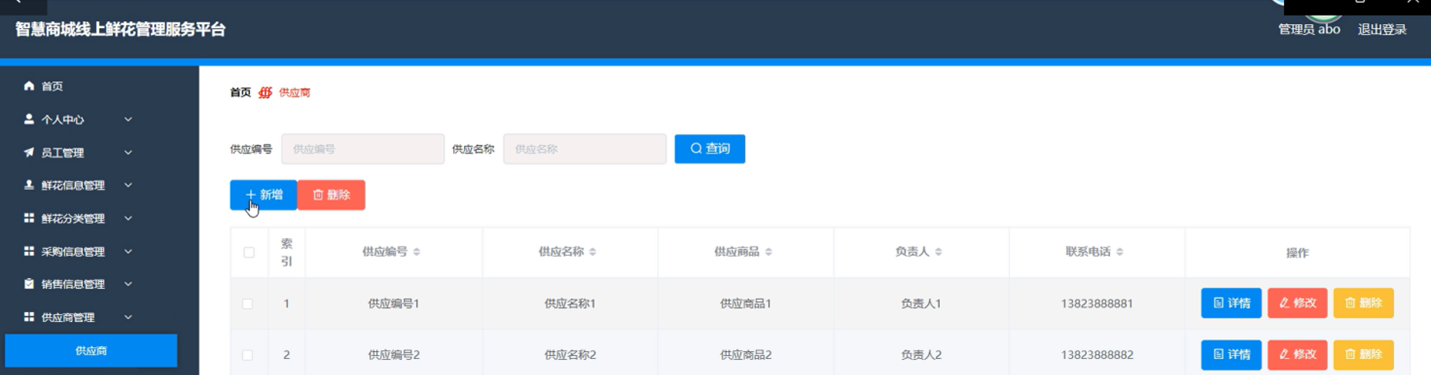 智慧商城线上鲜花管理服务平台
管理员 abo 退出登录
首页
个人中心
员工管理
鲜花信息管理
鲜花分类管理
采购信息管理
销售信息管理
供应商管理
供应商
首页 供应商
供应编号 供应编号 供应名称 供应名称 查询
新增 删除
索引 供应编号 供应名称 供应商品 负责人 联系电话 操作
1 供应编号1 供应名称1 供应商品1 负责人1 13823888881 详情 修改 删除
2 供应编号2 供应名称2 供应商品2 负责人2 13823888882 详情 修改 删除